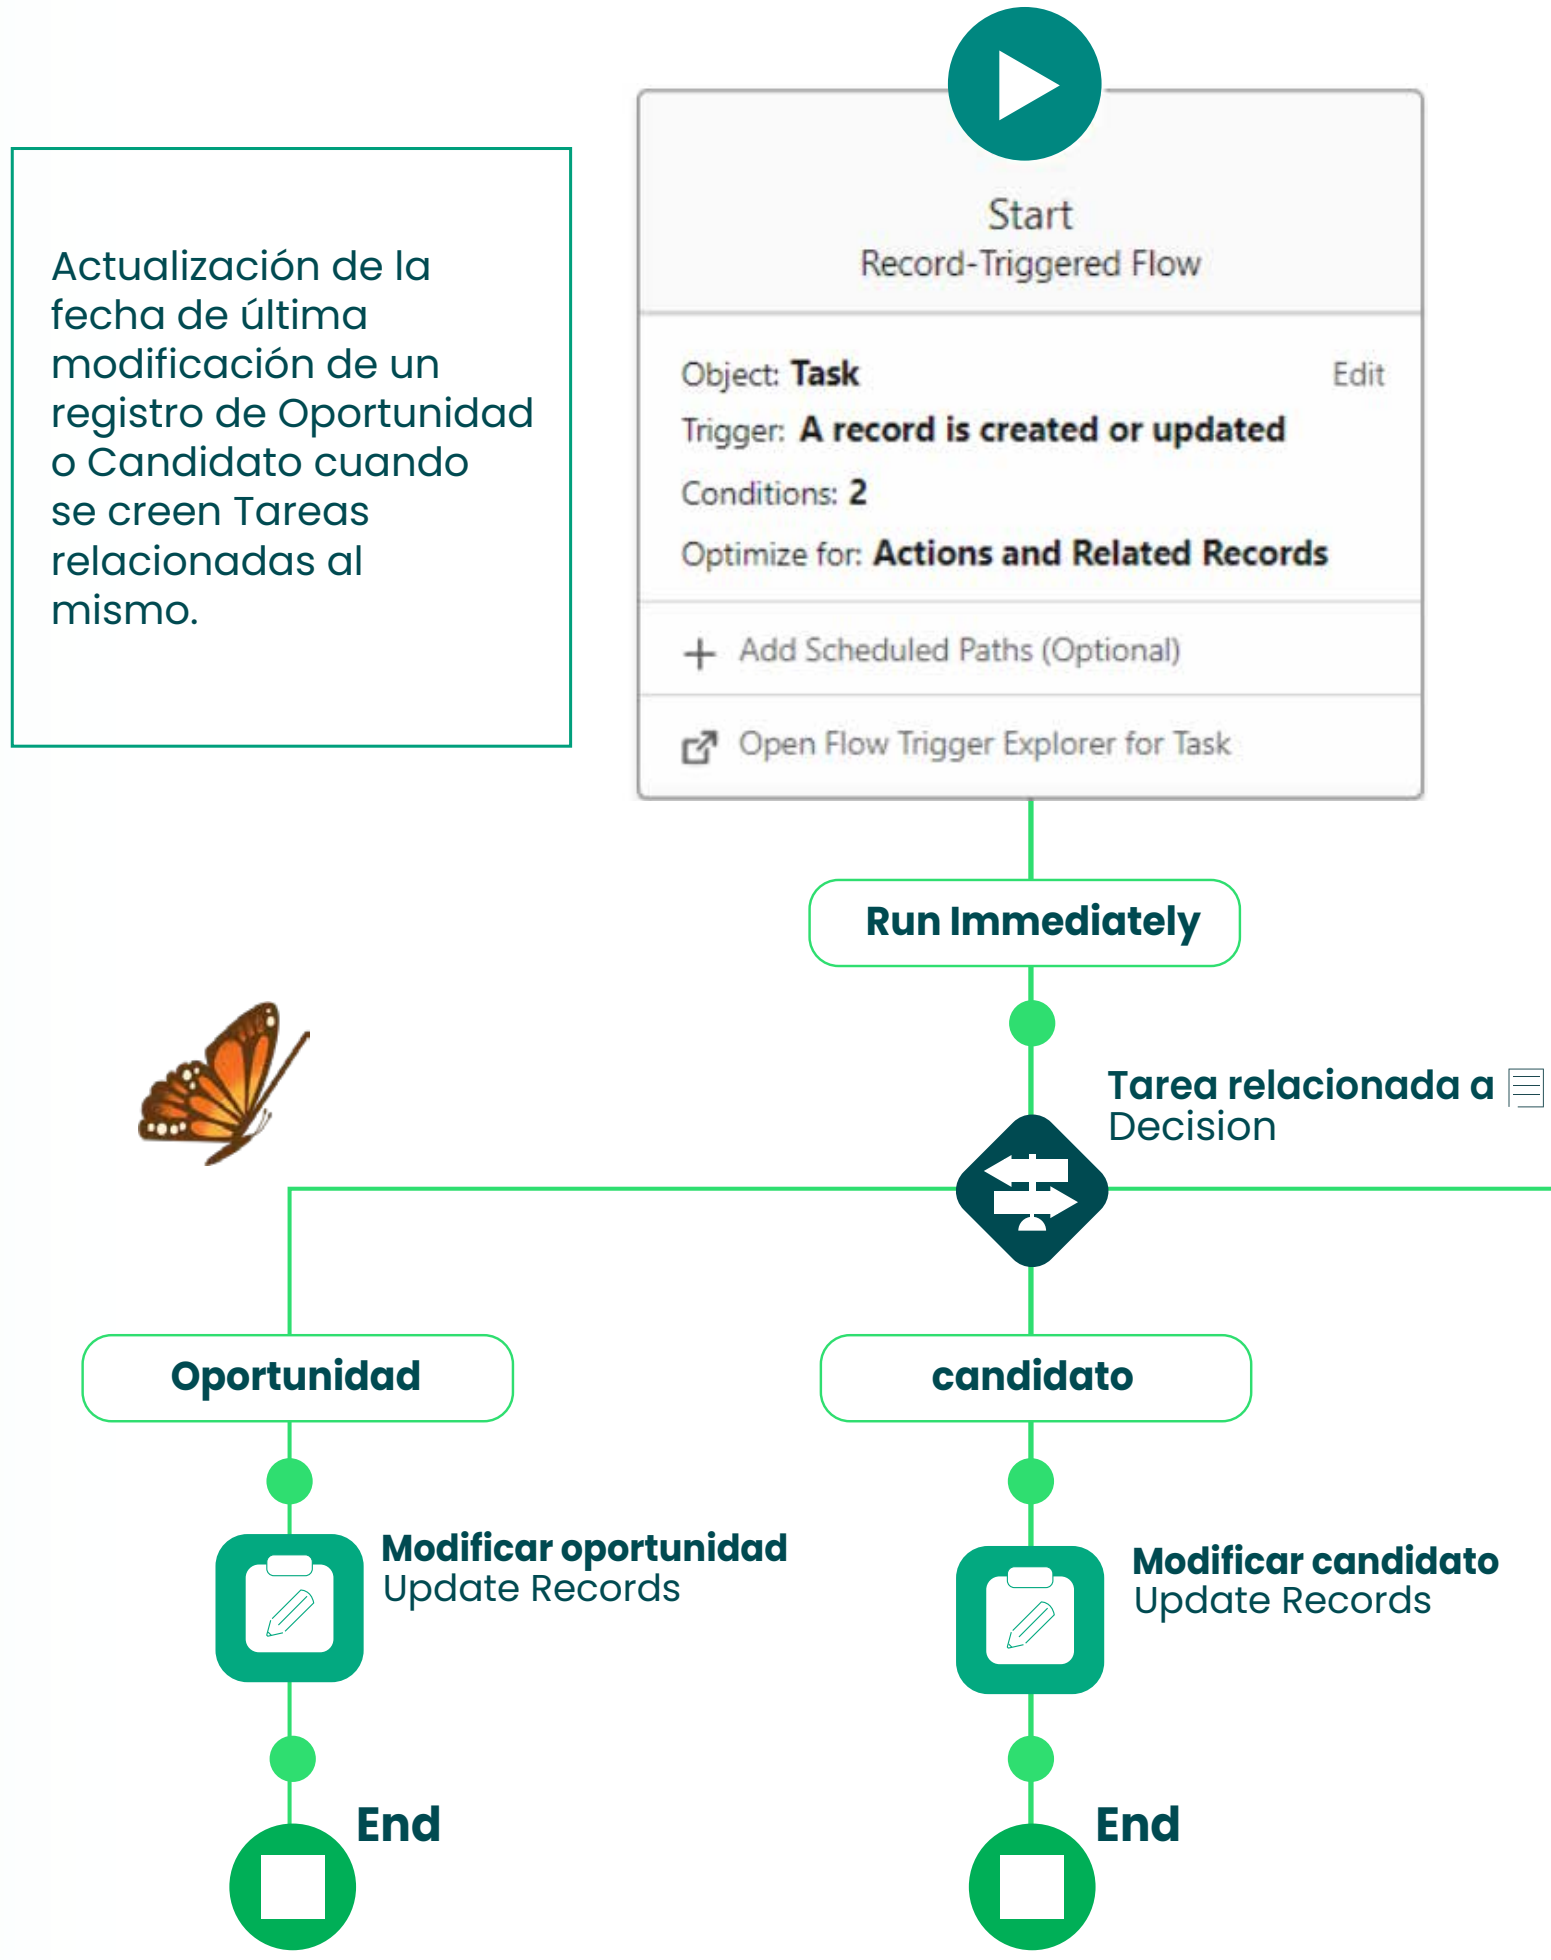 Actualización de la
fecha de última
modificación de un
registro de Oportunidad
o Candidato cuando
se creen Tareas
relacionadas al
mismo.
Start
Record-Triggered Flow
Object: Task
Edit
Trigger: A record is created or updated
Conditions: 2
Optimize for: Actions and Related Records
Add Scheduled Paths (Optional)
Open Flow Trigger Explorer for Task
Run Immediately
Tarea relacionada a
Decision
Oportunidad
candidato
Modificar oportunidad
Update Records
Modificar candidato
Update Records
End
End